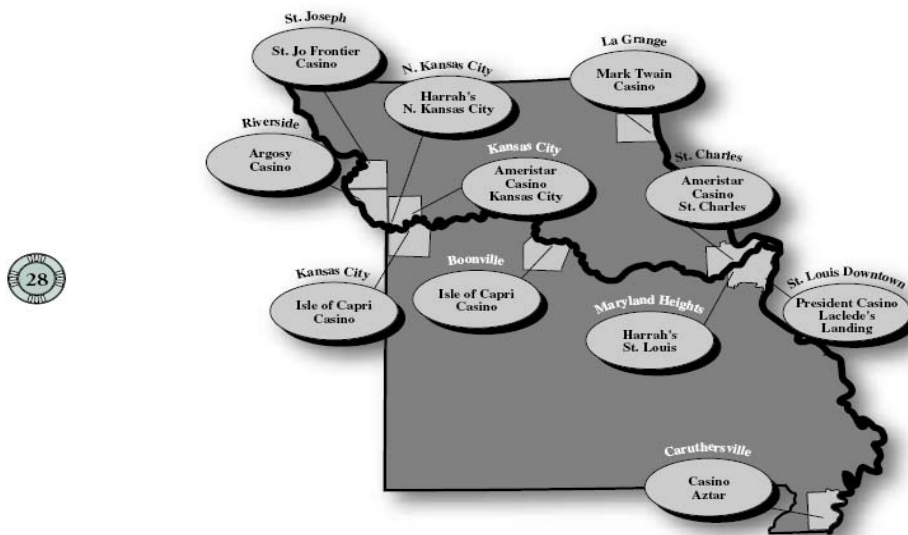 St. Joseph
St. Jo Frontier
Casino
N. Kansas City
Harrah's
N. Kansas City
La Grange
Mark Twain
Casino
Riverside
Argosy
Casino
Kansas City
Ameristar
Casino
Kansas City
St. Charles
Ameristar
Casino
St. Charles
28
Kansas City
Isle of Capri
Casino
Boonville
Isle of Capri
Casino
Maryland Heights
Harrah's
St. Louis
St. Louis Downtown
President Casino
Laclede's
Landing
Caruthersville
Casino
Aztar